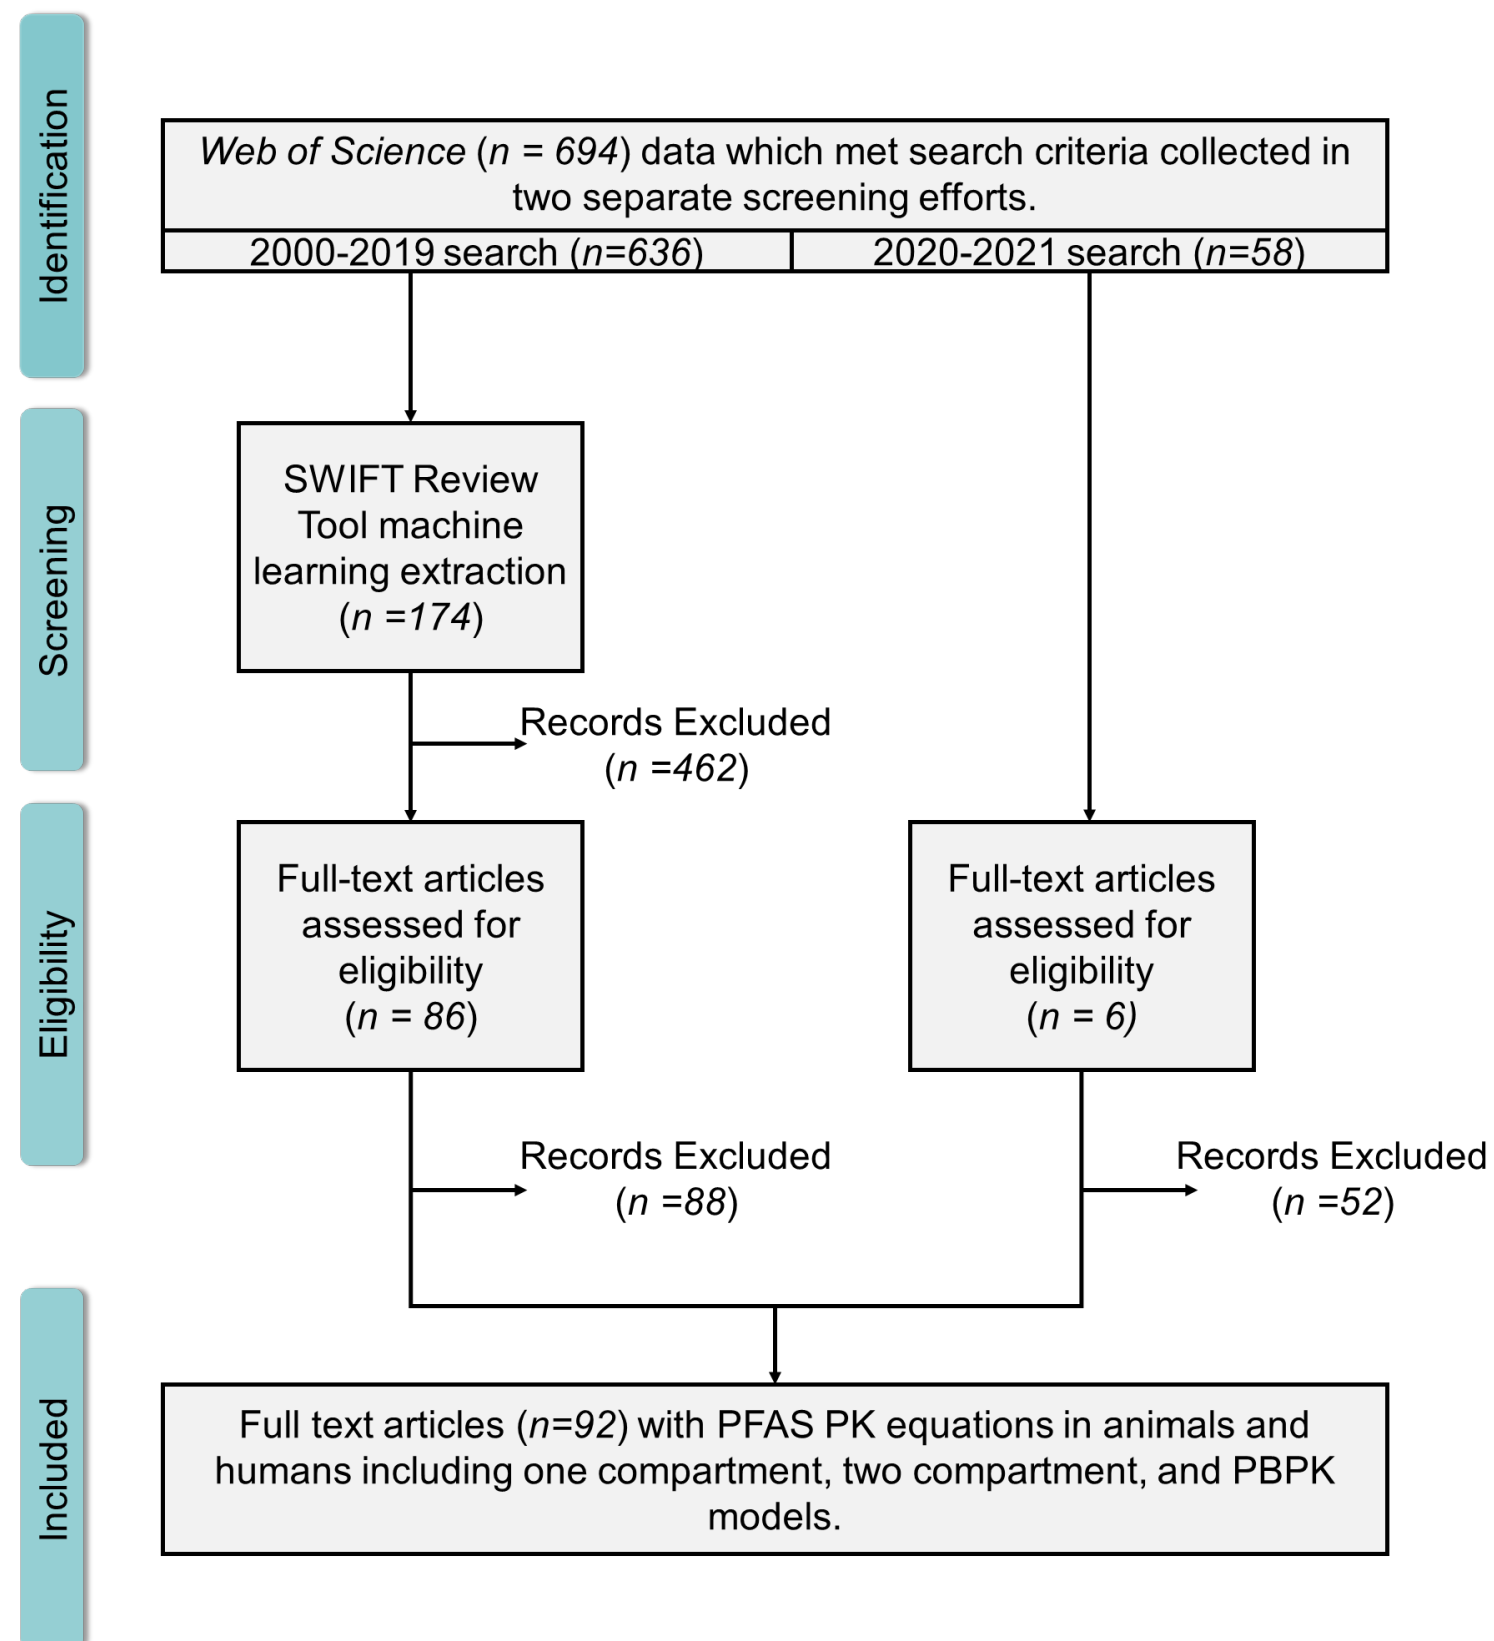 Identification
Web of Science (n = 694) data which met search criteria collected in
two separate screening efforts.
2000-2019 search (n=636)
2020-2021 search (n=58)
Screening
SWIFT Review
Tool machine
learning extraction
(n =174)
Records Excluded
(n =462)
Eligibility
Full-text articles
assessed for
eligibility
(n = 86)
Full-text articles
assessed for
eligibility
(n = 6)
Records Excluded
(n =88)
Records Excluded
(n =52)
Included
Full text articles (n=92) with PFAS PK equations in animals and
humans including one compartment, two compartment, and PBPK
models.